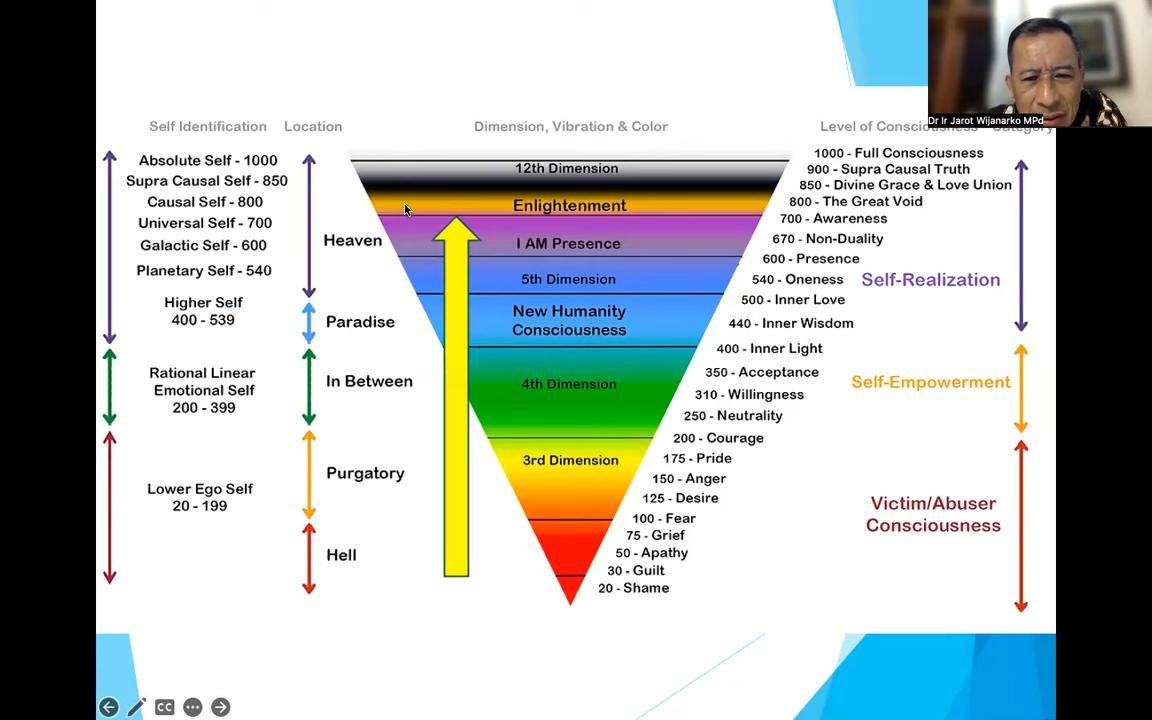 Dr Ir Jarot Wijanarko MPd
Self Identification
Location
Dimension, Vibration & Color
Level of Consciousness
Category
Absolute Self - 1000
Supra Causal Self - 850
Causal Self - 800
Universal Self - 700
Galactic Self - 600
Planetary Self - 540
Higher Self
400 - 539
Rational Linear
Emotional Self
200 - 399
Lower Ego Self
20 - 199
Heaven
Paradise
In Between
Purgatory
Hell
12th Dimension
Enlightenment
I AM Presence
5th Dimension
New Humanity
Consciousness
4th Dimension
3rd Dimension
1000 - Full Consciousness
900 - Supra Causal Truth
850 - Divine Grace & Love Union
800 - The Great Void
700 - Awareness
670 - Non-Duality
600 - Presence
540 - Oneness
500 - Inner Love
440 - Inner Wisdom
400 - Inner Light
350 - Acceptance
310 - Willingness
250 - Neutrality
200 - Courage
175 - Pride
150 - Anger
125 - Desire
100 - Fear
75 - Grief
50 - Apathy
30 - Guilt
20 - Shame
Self-Realization
Self-Empowerment
Victim/Abuser
Consciousness
CC